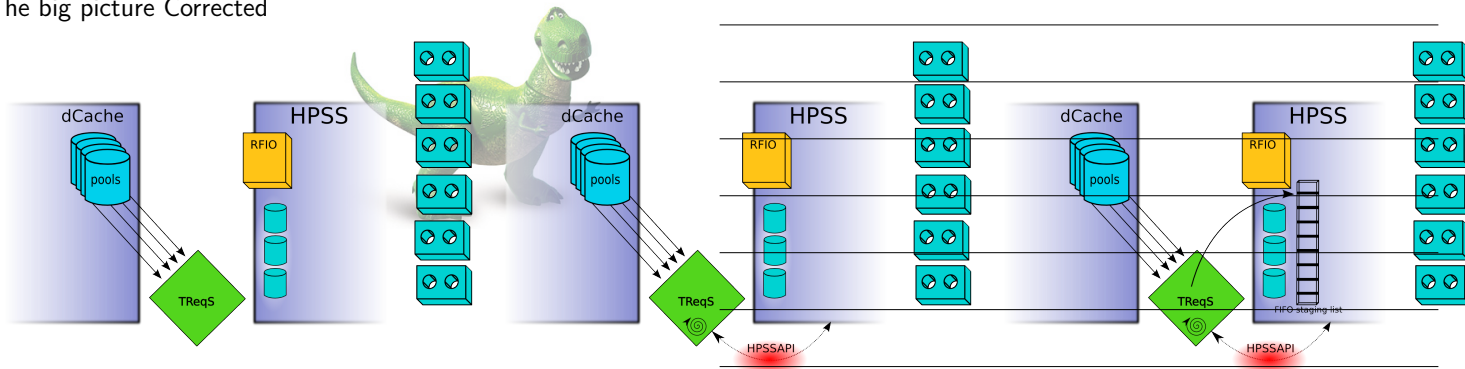 he big picture Corrected
dCache
pools
TReqS
HPSS
RFIO
dCache
pools
TReqS
HPSSAPI
HPSS
RFIO
dCache
pools
TReqS
HPSSAPI
HPSS
RFIO
FIFO staging list